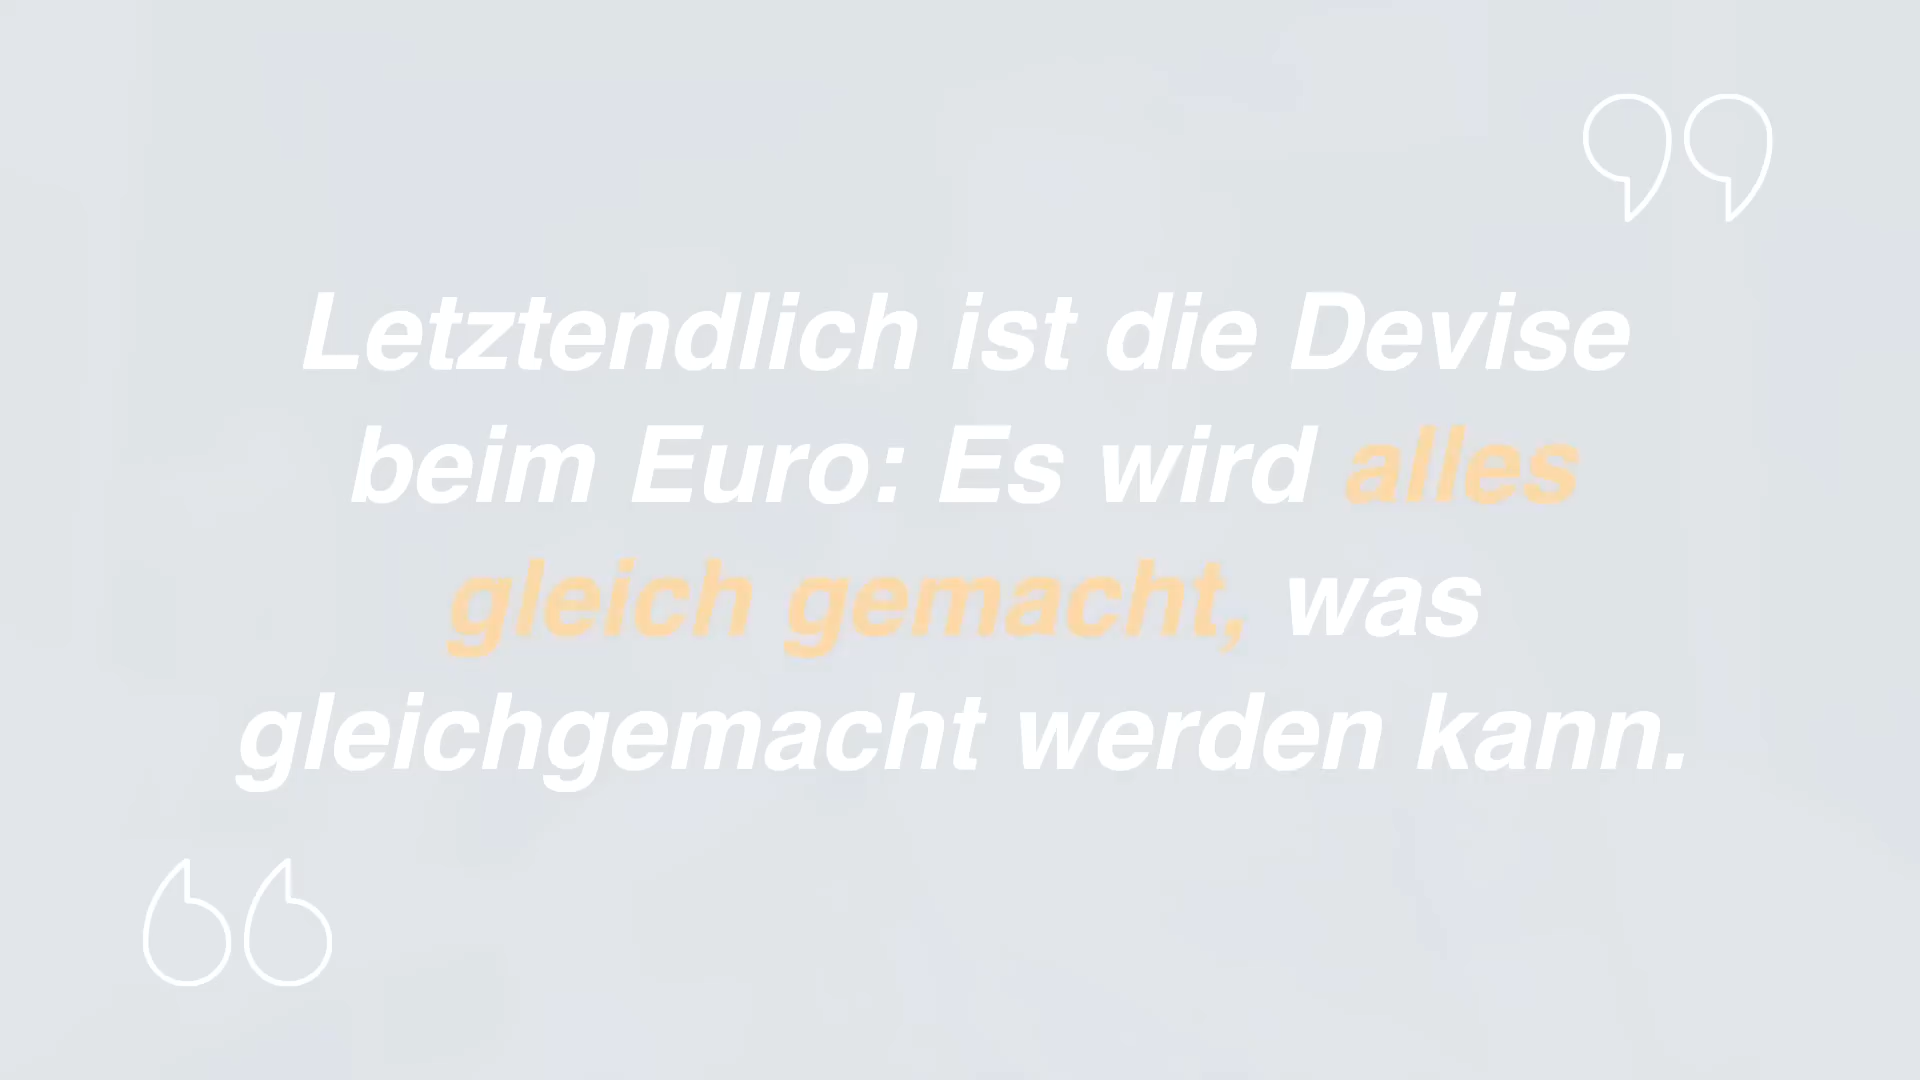 Letztendlich ist die Devise
beim Euro: Es wird alles
gleich gemacht, was
gleichgemacht werden kann.